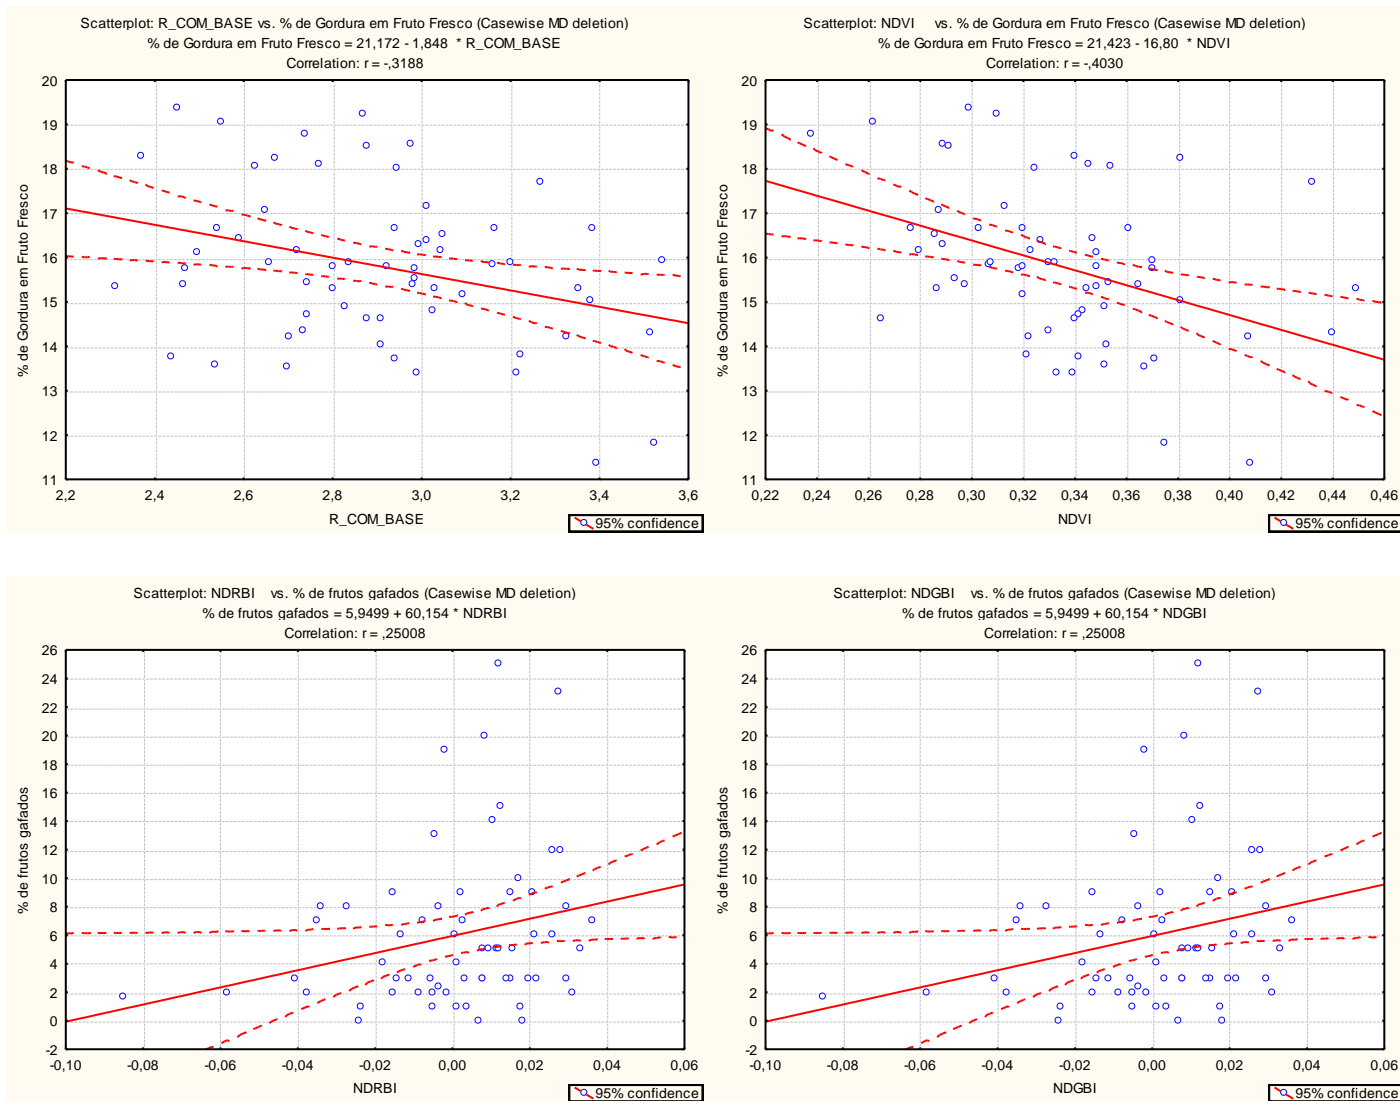 Scatterplot: R_COM_BASE vs. % de Gordura em Fruto Fresco (Casewise MD deletion)
% de Gordura em Fruto Fresco = 21,172 - 1,848 * R_COM_BASE
Correlation: r = -,3188
20
19
18
17
16
15
14
13
12
11
% de Gordura em Fruto Fresco
2,2 2,4 2,6 2,8 3,0 3,2 3,4 3,6
R_COM_BASE
95% confidence
Scatterplot: NDVI vs. % de Gordura em Fruto Fresco (Casewise MD deletion)
% de Gordura em Fruto Fresco = 21,423 - 16,80 * NDVI
Correlation: r = -,4030
20
19
18
17
16
15
14
13
12
11
% de Gordura em Fruto Fresco
0,22 0,24 0,26 0,28 0,30 0,32 0,34 0,36 0,38 0,40 0,42 0,44 0,46
NDVI
95% confidence
Scatterplot: NDRBI vs. % de frutos gafados (Casewise MD deletion)
% de frutos gafados = 5,9499 + 60,154 * NDRBI
Correlation: r = ,25008
26
24
22
20
18
16
14
12
10
8
6
4
2
0
-2
% de frutos gafados
-0,10 -0,08 -0,06 -0,04 -0,02 0,00 0,02 0,04 0,06
NDRBI
95% confidence
Scatterplot: NDGBI vs. % de frutos gafados (Casewise MD deletion)
% de frutos gafados = 5,9499 + 60,154 * NDGBI
Correlation: r = ,25008
26
24
22
20
18
16
14
12
10
8
6
4
2
0
-2
% de frutos gafados
-0,10 -0,08 -0,06 -0,04 -0,02 0,00 0,02 0,04 0,06
NDGBI
95% confidence